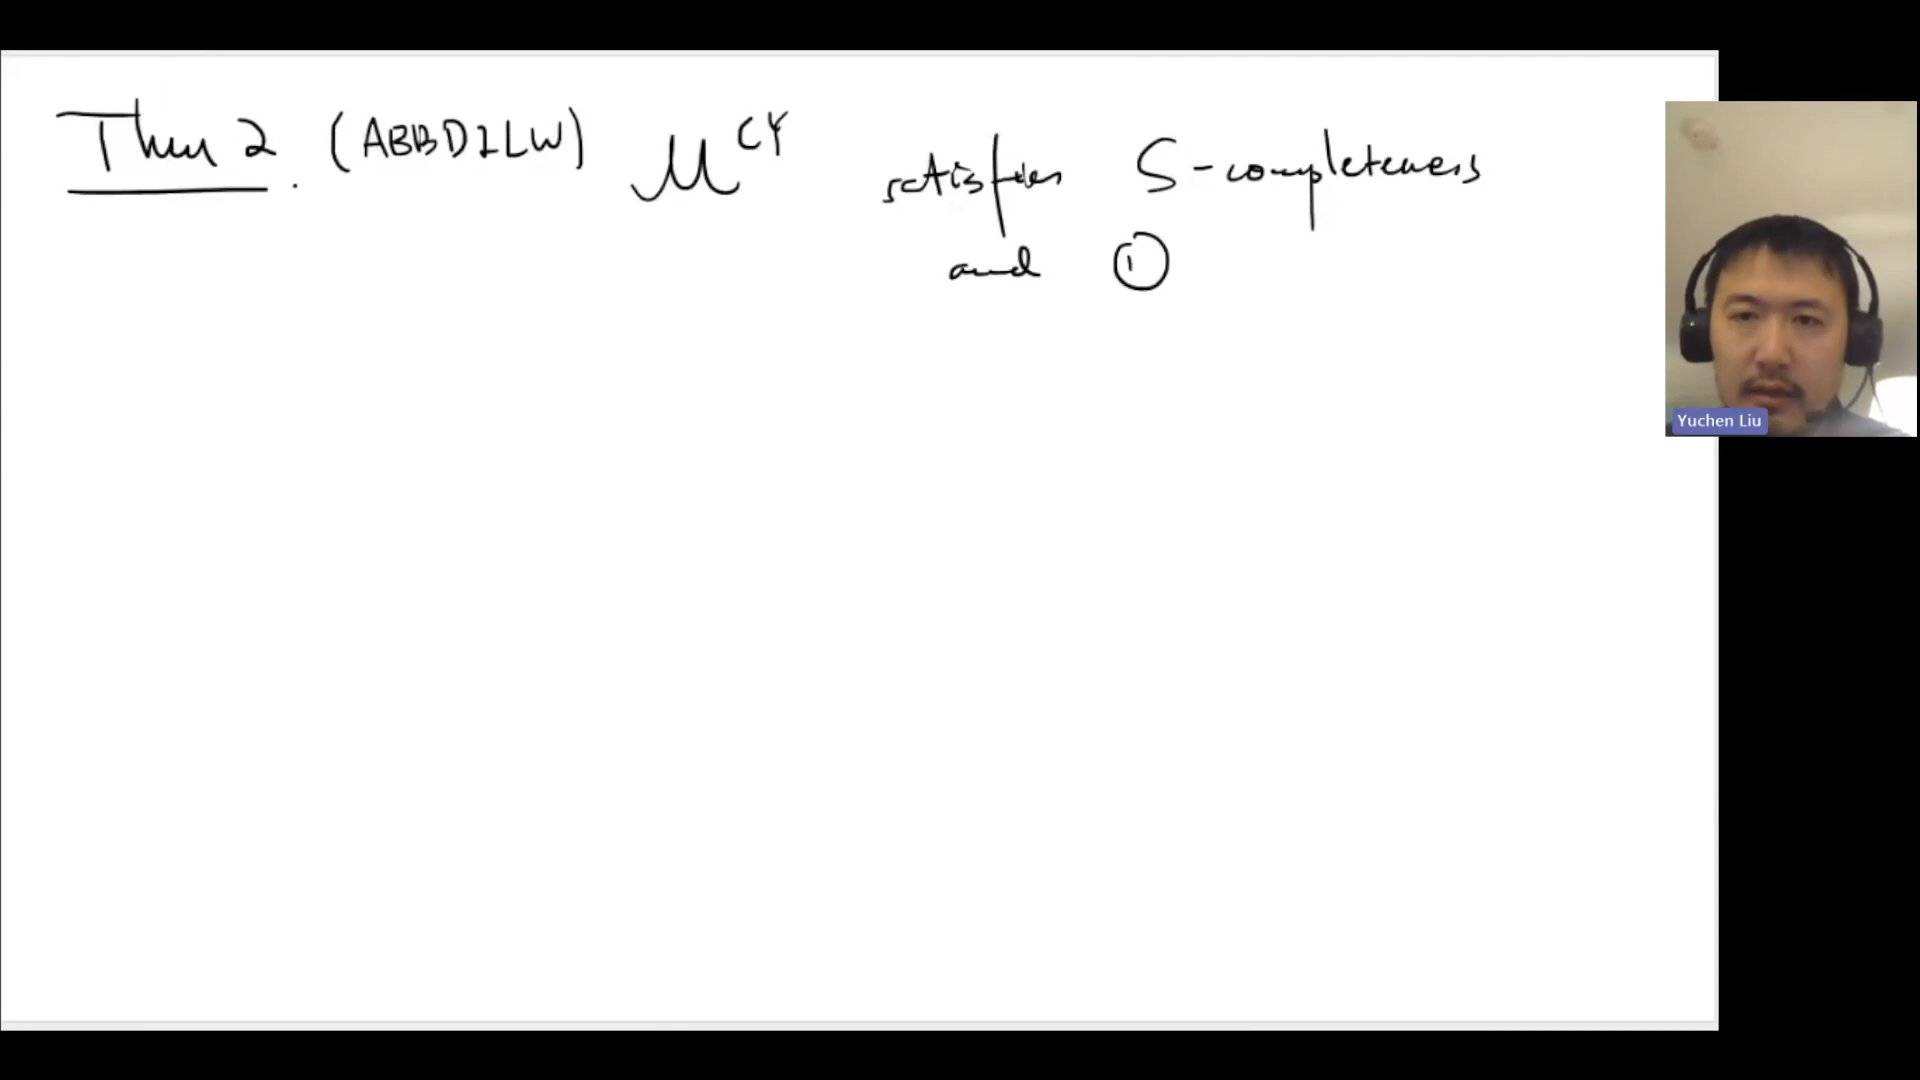 Thm 2. (ABBDILW) M^CY satisfies S-completeness
and ①
Yuchen Liu